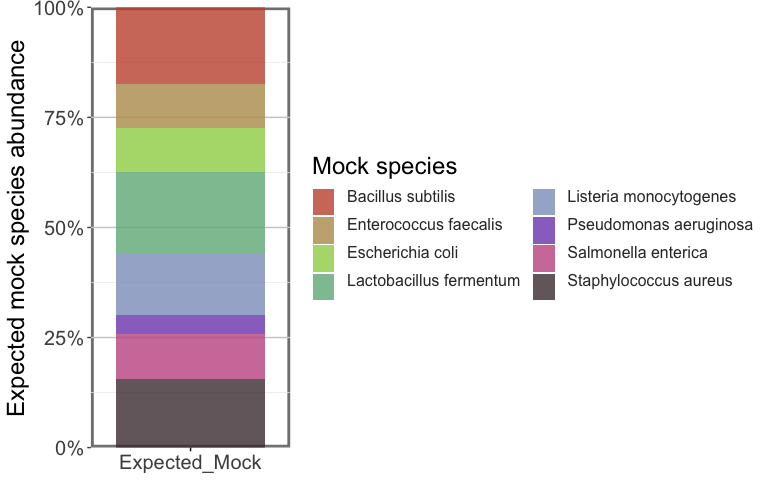 Expected mock species abundance
100%
75%
50%
25%
0%
Expected_Mock
Mock species
Bacillus subtilis
Enterococcus faecalis
Escherichia coli
Lactobacillus fermentum
Listeria monocytogenes
Pseudomonas aeruginosa
Salmonella enterica
Staphylococcus aureus